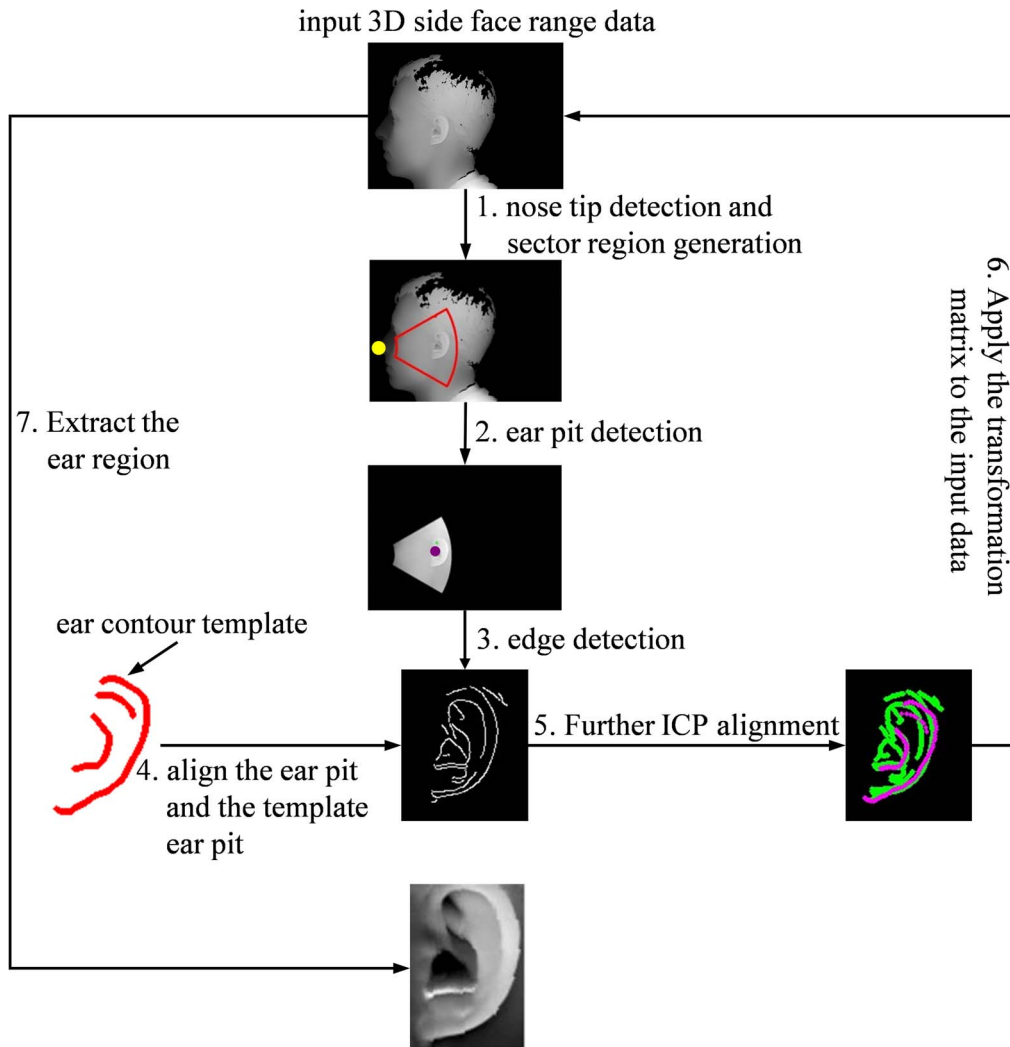 input 3D side face range data
1. nose tip detection and
sector region generation
2. ear pit detection
3. edge detection
ear contour template
4. align the ear pit
and the template
ear pit
5. Further ICP alignment
6. Apply the transformation
matrix to the input data
7. Extract the
ear region